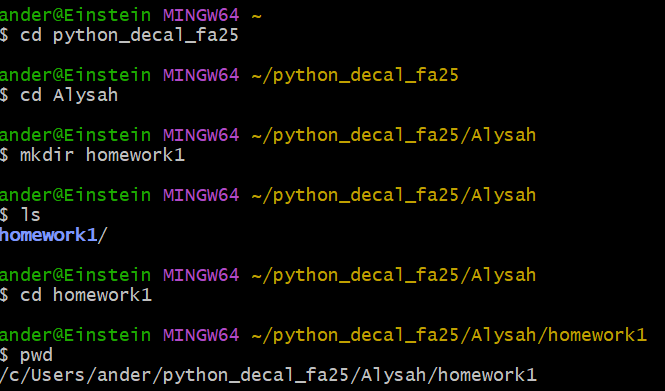 ander@Einstein MINGW64 ~
$ cd python_decal_fa25
ander@Einstein MINGW64 ~/python_decal_fa25
$ cd Alysah
ander@Einstein MINGW64 ~/python_decal_fa25/Alysah
$ mkdir homework1
ander@Einstein MINGW64 ~/python_decal_fa25/Alysah
$ ls
homework1/
ander@Einstein MINGW64 ~/python_decal_fa25/Alysah
$ cd homework1
ander@Einstein MINGW64 ~/python_decal_fa25/Alysah/homework1
$ pwd
/c/Users/ander/python_decal_fa25/Alysah/homework1